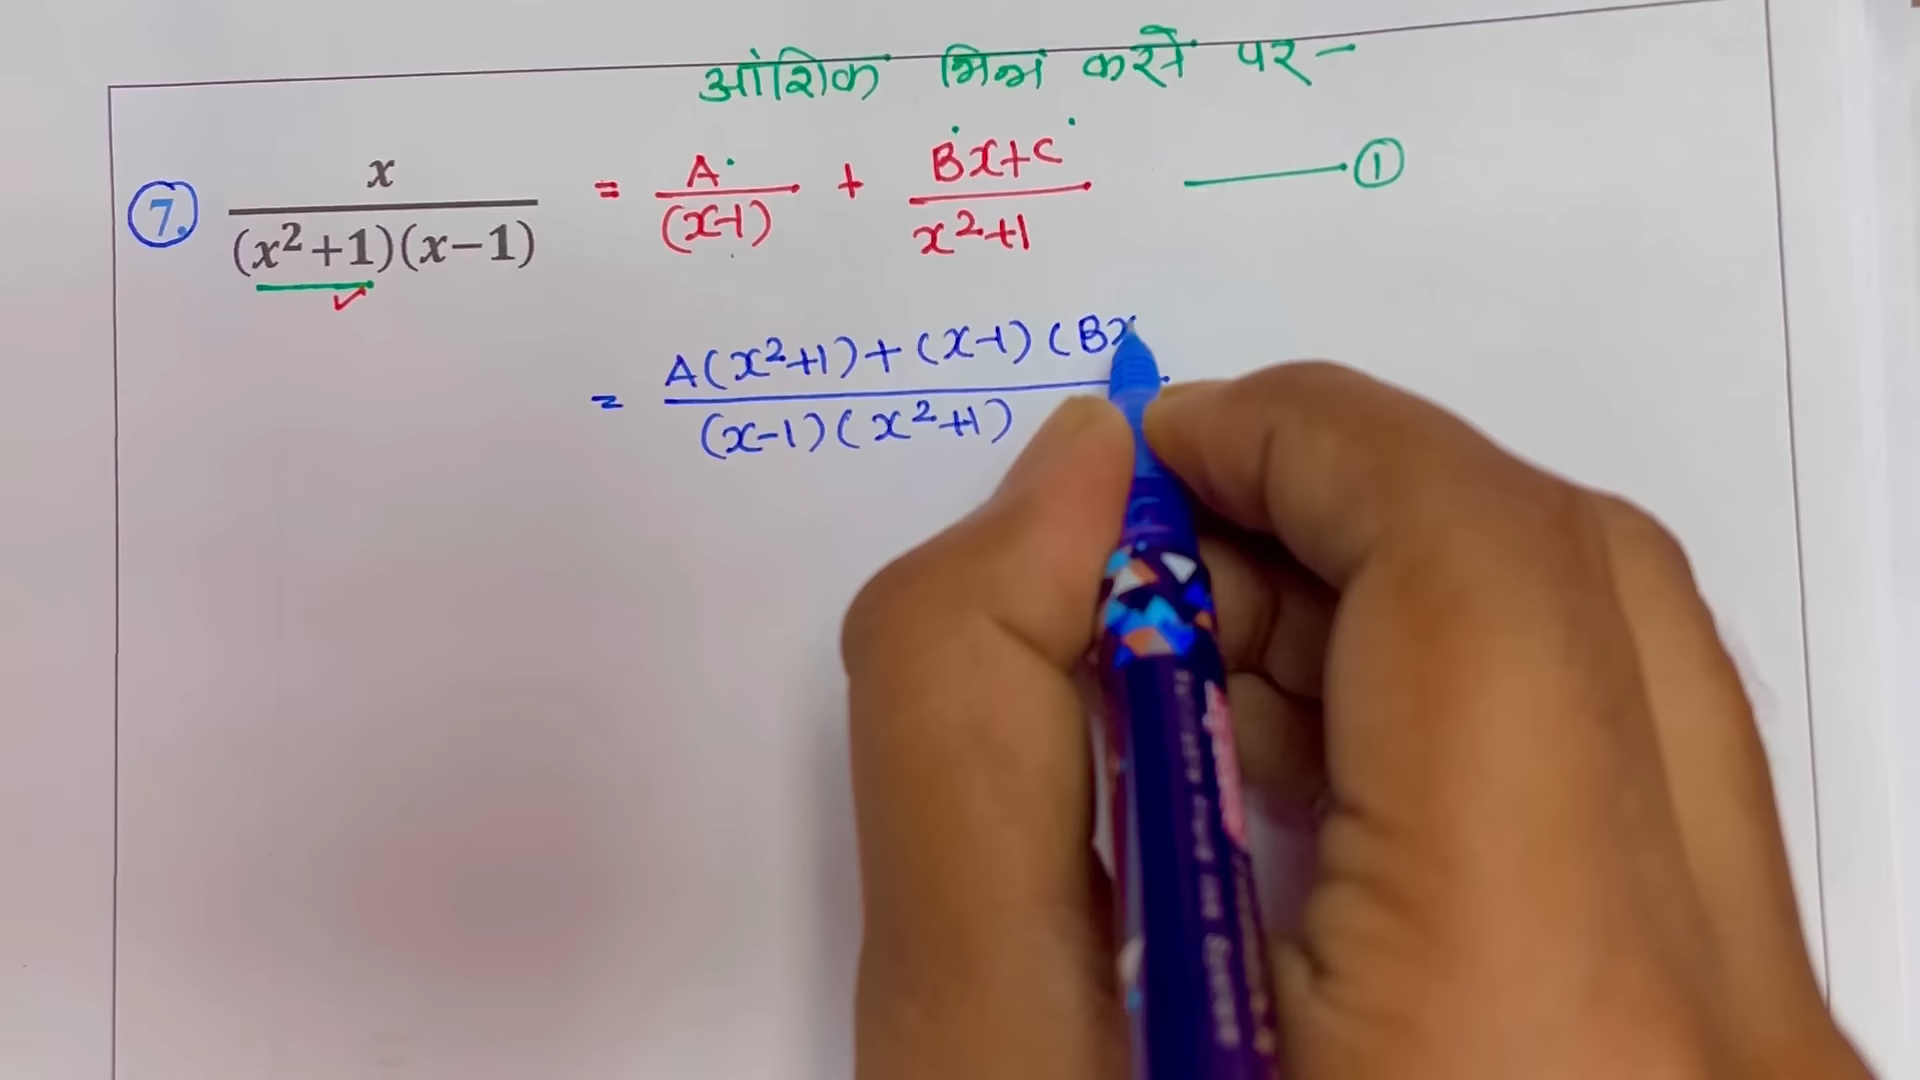 आंशिक भिन्न करने पर –
7. x/((x²+1)(x−1)) = A/(x-1) + (Bx+C)/(x²+1) ——— ①
= (A(x²+1)+(x-1)(Bx)/((x-1)(x²+1))